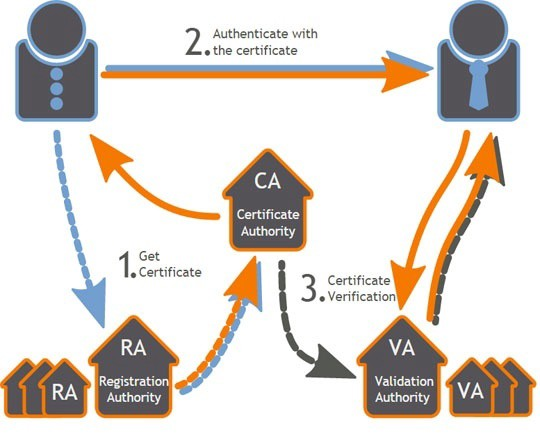 2. Authenticate with
the certificate
CA
Certificate
Authority
1. Get
Certificate
3. Certificate
Verification
RA
RA
Registration
Authority
VA
Validation
Authority
VA